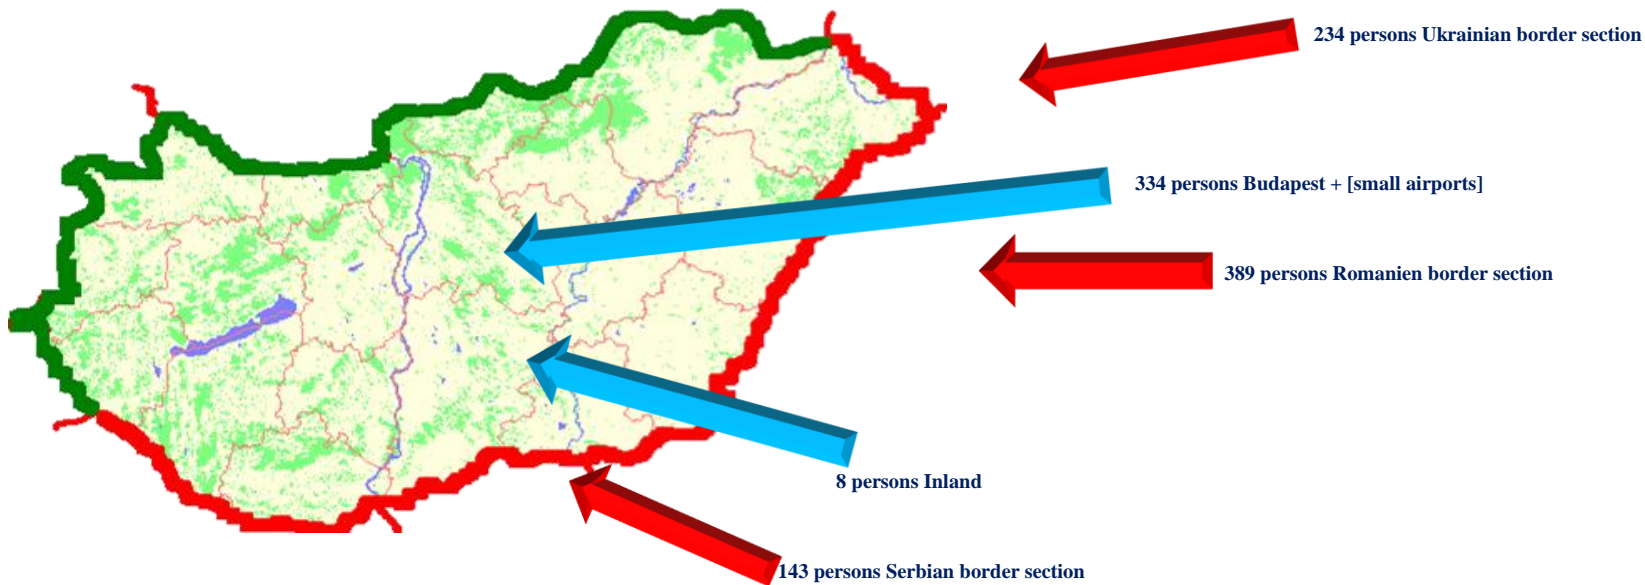 234 persons Ukrainian border section
334 persons Budapest + [small airports]
389 persons Romanien border section
8 persons Inland
143 persons Serbian border section